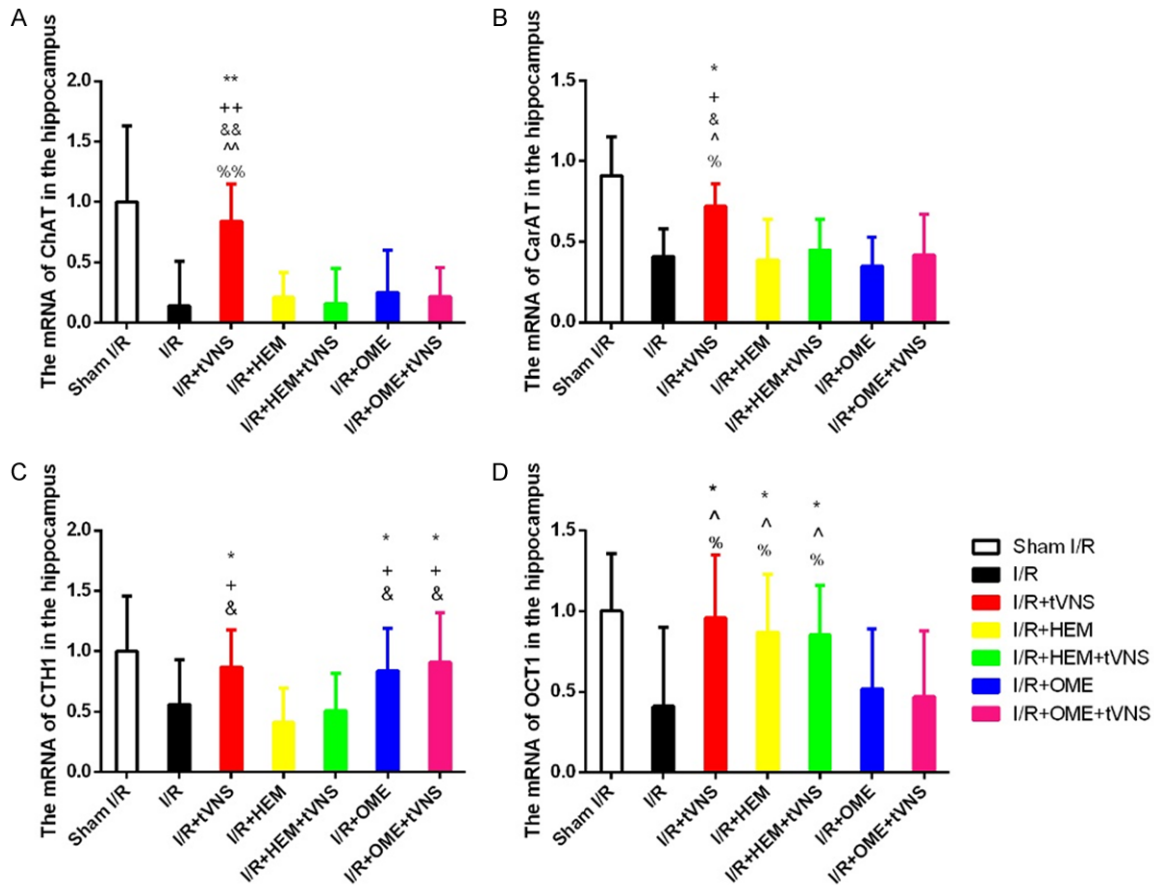 A
The mRNA of ChAT in the hippocampus
2.0
1.5
1.0
0.5
0.0
**
++
&&
^^
%%
Sham I/R
I/R
I/R+tVNS
I/R+HEM
I/R+HEM+tVNS
I/R+OME
I/R+OME+tVNS
B
The mRNA of CarAT in the hippocampus
1.5
1.0
0.5
0.0
*
+
&
^
%
Sham I/R
I/R
I/R+tVNS
I/R+HEM
I/R+HEM+tVNS
I/R+OME
I/R+OME+tVNS
C
The mRNA of CTH1 in the hippocampus
2.0
1.5
1.0
0.5
0.0
*
+
&
*
+
&
*
+
&
Sham I/R
I/R
I/R+tVNS
I/R+HEM
I/R+HEM+tVNS
I/R+OME
I/R+OME+tVNS
D
The mRNA of OCT1 in the hippocampus
1.5
1.0
0.5
0.0
*
^
%
*
^
%
*
^
%
Sham I/R
I/R
I/R+tVNS
I/R+HEM
I/R+HEM+tVNS
I/R+OME
I/R+OME+tVNS
Sham I/R
I/R
I/R+tVNS
I/R+HEM
I/R+HEM+tVNS
I/R+OME
I/R+OME+tVNS